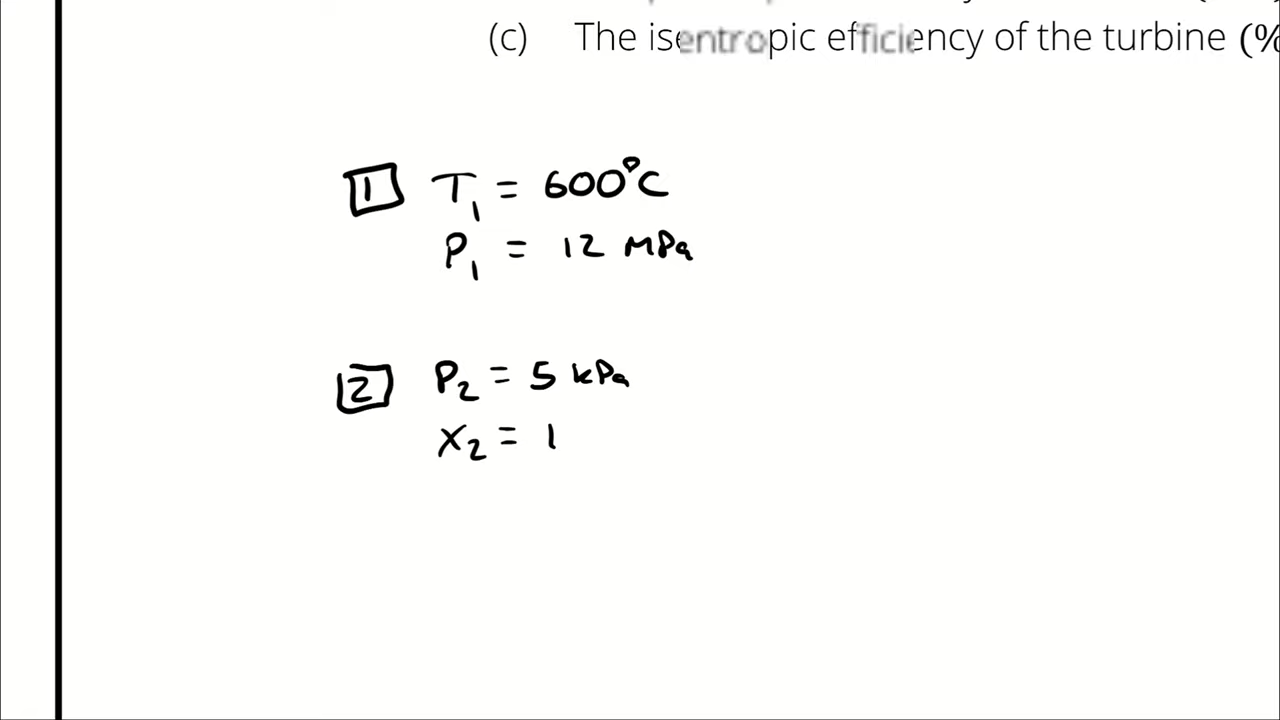 (c) The isentropic efficiency of the turbine (%
1 T₁ = 600°C
P₁ = 12 MPa
2 P₂ = 5 kPa
x₂ = 1